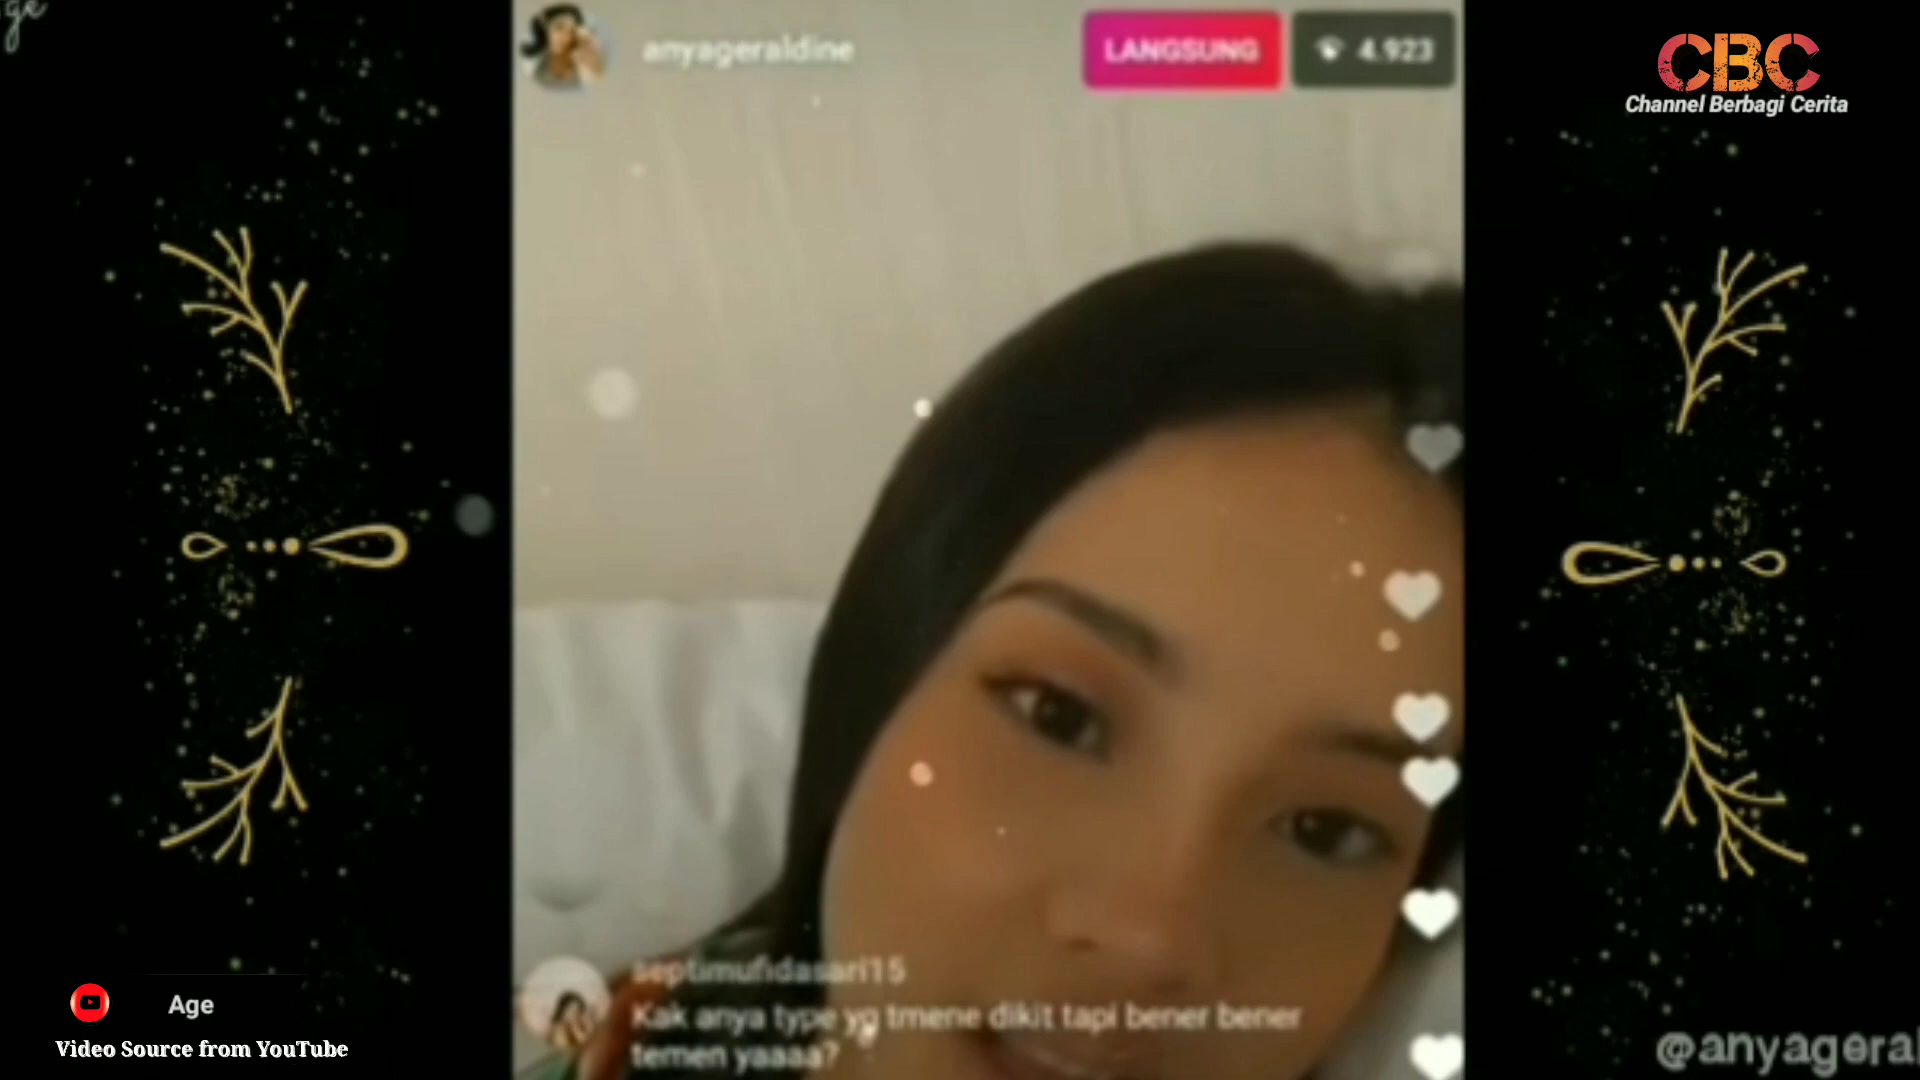 ge
anyageraldine
LANGSUNG
4.923
CBC
Channel Berbagi Cerita
septimufidasari15
Kak anya type yg tmene dikit tapi bener bener
temen yaaaa?
Age
Video Source from YouTube
@anyageral